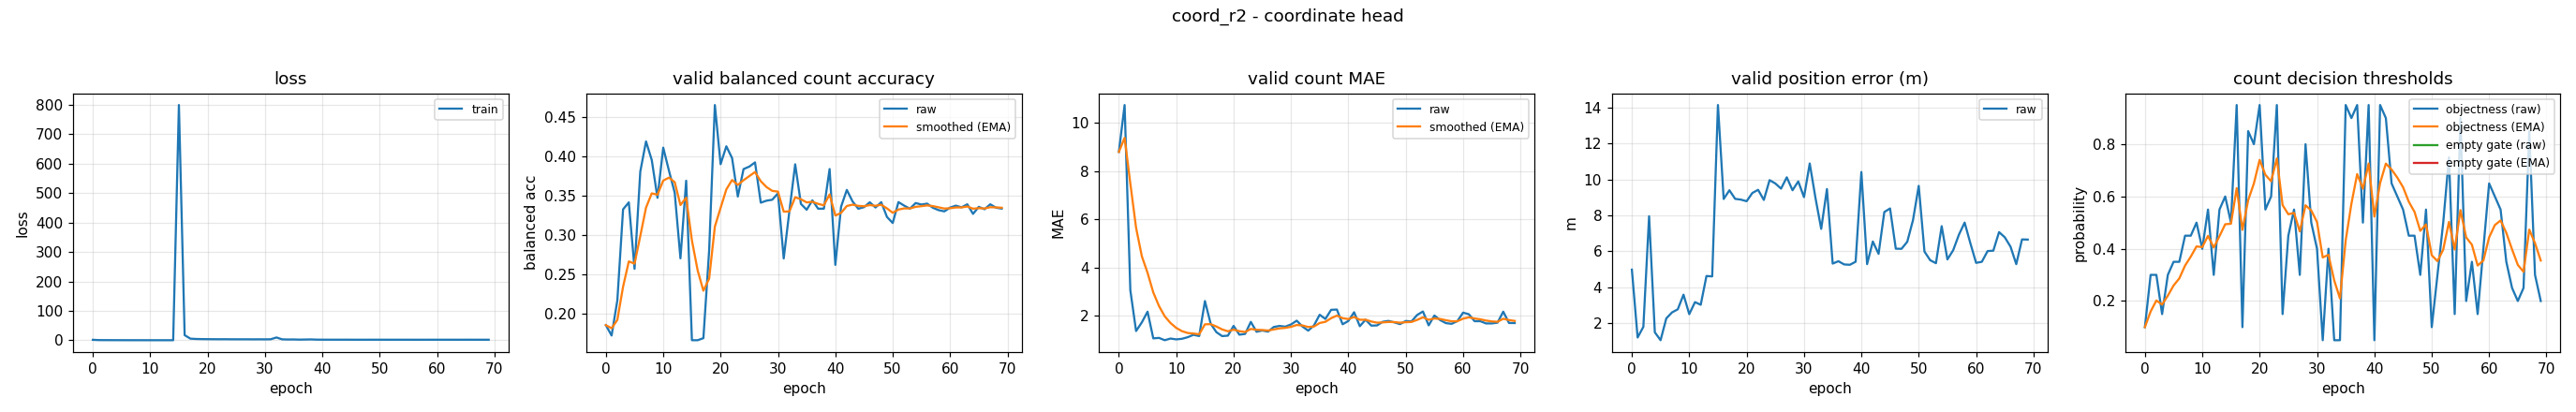 coord_r2 - coordinate head
loss
loss
800
700
600
500
400
300
200
100
0
0 10 20 30 40 50 60 70
epoch
train
valid balanced count accuracy
balanced acc
0.45
0.40
0.35
0.30
0.25
0.20
0 10 20 30 40 50 60 70
epoch
raw
smoothed (EMA)
valid count MAE
MAE
10
8
6
4
2
0 10 20 30 40 50 60 70
epoch
raw
smoothed (EMA)
valid position error (m)
m
14
12
10
8
6
4
2
0 10 20 30 40 50 60 70
epoch
raw
count decision thresholds
probability
0.8
0.6
0.4
0.2
0 10 20 30 40 50 60 70
epoch
objectness (raw)
objectness (EMA)
empty gate (raw)
empty gate (EMA)